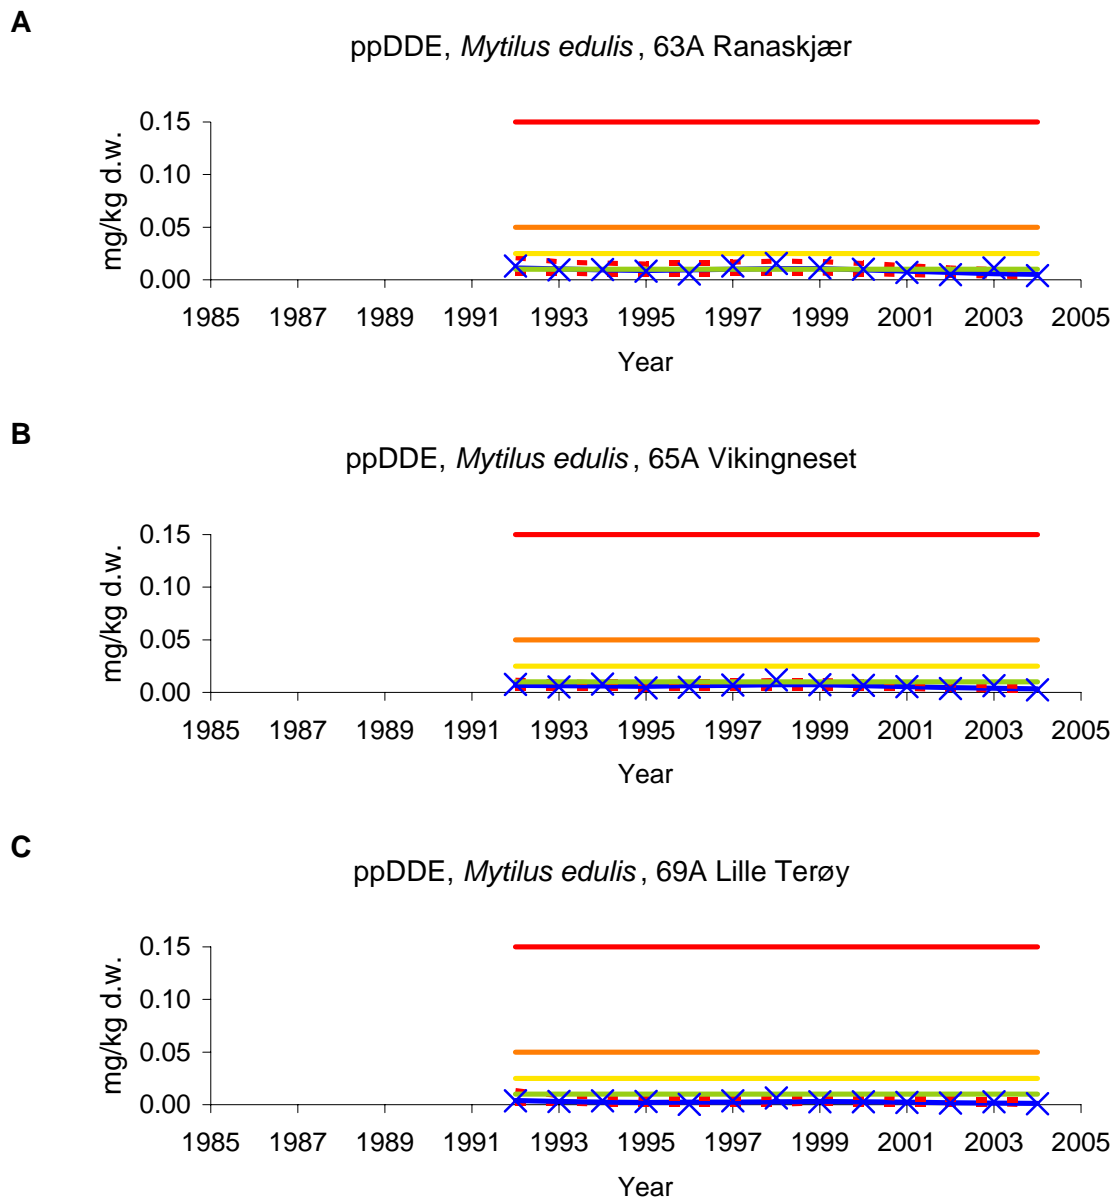 A
ppDDE, Mytilus edulis, 63A Ranaskjær
mg/kg d.w.
0.15
0.10
0.05
0.00
1985 1987 1989 1991 1993 1995 1997 1999 2001 2003 2005
Year
B
ppDDE, Mytilus edulis, 65A Vikingneset
mg/kg d.w.
0.15
0.10
0.05
0.00
1985 1987 1989 1991 1993 1995 1997 1999 2001 2003 2005
Year
C
ppDDE, Mytilus edulis, 69A Lille Terøy
mg/kg d.w.
0.15
0.10
0.05
0.00
1985 1987 1989 1991 1993 1995 1997 1999 2001 2003 2005
Year